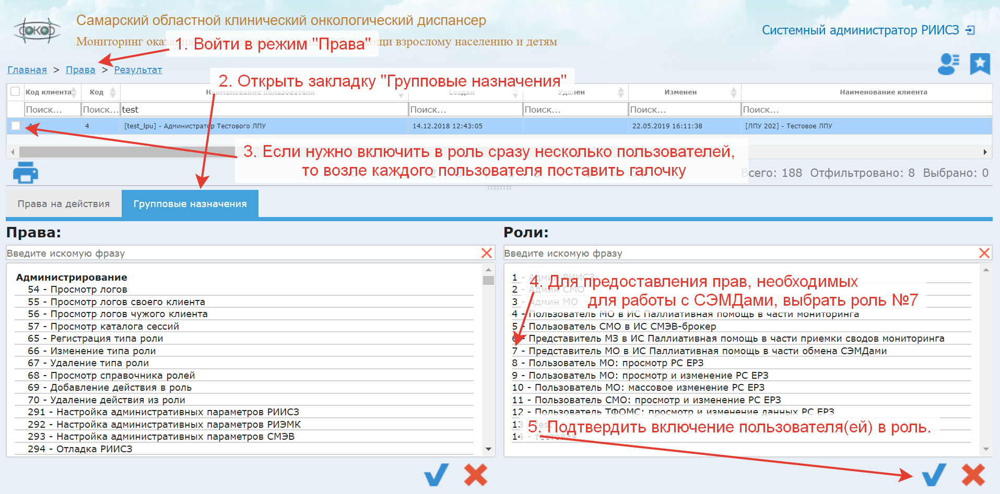 СОКОД
Самарский областной клинический онкологический диспансер
Мониторинг
взрослому населению и детям
Системный администратор РИИСЗ
1. Войти в режим "Права"
Главная > Права > Результат
2. Открыть закладку "Групповые назначения"
Код клиента Код Наименование пользователя Создан Удален Изменен Наименование клиента
Поиск... Поиск... test Поиск... Поиск... Поиск... Поиск...
4 4 [test_lpu] - Администратор Тестового ЛПУ 14.12.2018 12:43:05 22.05.2019 16:11:38 [ЛПУ 202] - Тестовое ЛПУ
3. Если нужно включить в роль сразу несколько пользователей,
то возле каждого пользователя поставить галочку
Всего: 188 Отфильтровано: 8 Выбрано: 0
Права на действия Групповые назначения
Права:
Введите искомую фразу
Администрирование
54 - Просмотр логов
55 - Просмотр логов своего клиента
56 - Просмотр логов чужого клиента
57 - Просмотр каталога сессий
65 - Регистрация типа роли
66 - Изменение типа роли
67 - Удаление типа роли
68 - Просмотр справочника ролей
69 - Добавление действия в роль
70 - Удаление действия из роли
291 - Настройка административных параметров РИИСЗ
292 - Настройка административных параметров РИЭМК
293 - Настройка административных параметров СМЭВ
294 - Отладка РИИСЗ
Роли:
Введите искомую фразу
1 - Админ РИИСЗ
2 - Админ СМО
3 - Админ МО
4. Для предоставления прав, необходимых
для работы с СЭМДами, выбрать роль №7
4 - Пользователь МО в ИС Паллиативная помощь в части мониторинга
5 - Пользователь СМО в ИС СМЭВ-брокер
6 - Представитель МЗ в ИС Паллиативная помощь в части приемки сводов мониторинга
7 - Представитель МО в ИС Паллиативная помощь в части обмена СЭМДами
8 - Пользователь МО: просмотр РС ЕРЗ
9 - Пользователь МО: просмотр и изменение РС ЕРЗ
10 - Пользователь МО: массовое изменение РС ЕРЗ
11 - Пользователь СМО: просмотр и изменение РС ЕРЗ
12 - Пользователь ТФОМС: просмотр и изменение данных РС ЕРЗ
13 - test
14 - тестовая
5. Подтвердить включение пользователя(ей) в роль.